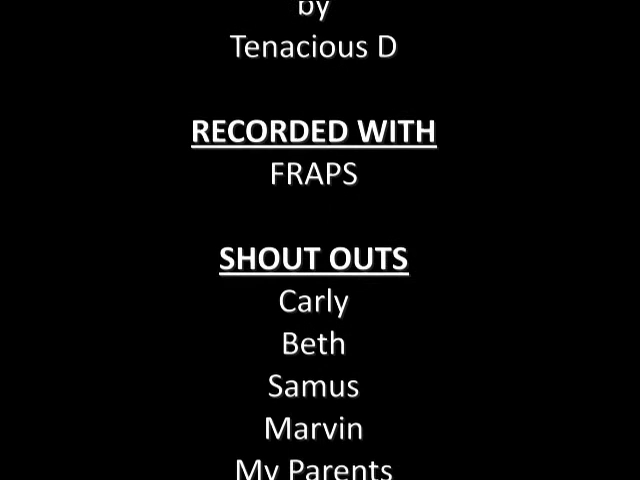 by
Tenacious D
RECORDED WITH
FRAPS
SHOUT OUTS
Carly
Beth
Samus
Marvin
My Parents